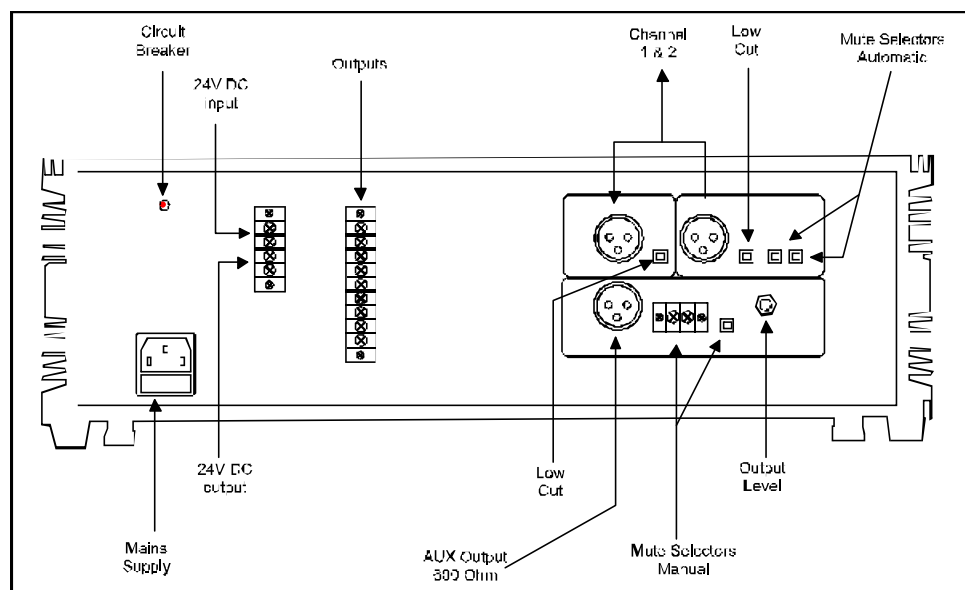 Circuit
Breaker
24V DC
input
Outputs
Channel
1 & 2
Low
Cut
Mute Selectors
Automatic
24V DC
output
Mains
Supply
Low
Cut
AUX Output
600 Ohm
Mute Selectors
Manual
Output
Level